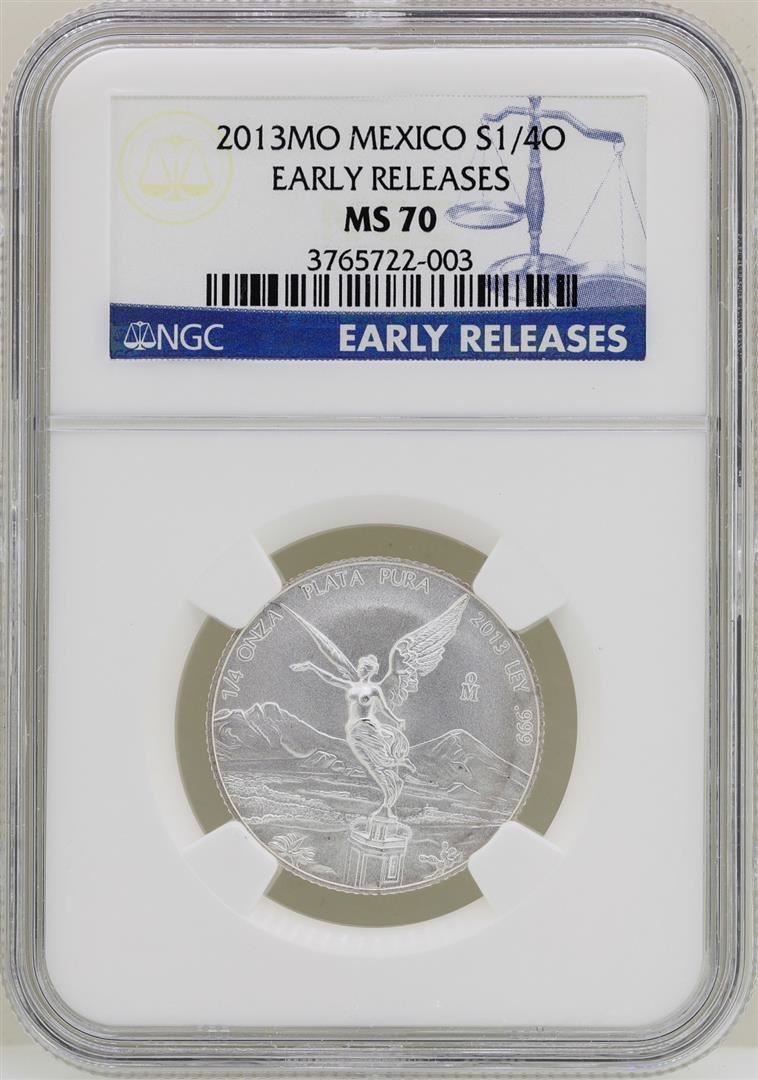 2013MO MEXICO S1/4O
EARLY RELEASES
MS 70
3765722-003
NGC
EARLY RELEASES
1/4 ONZA PLATA PURA 2013 LEY .999
Mo